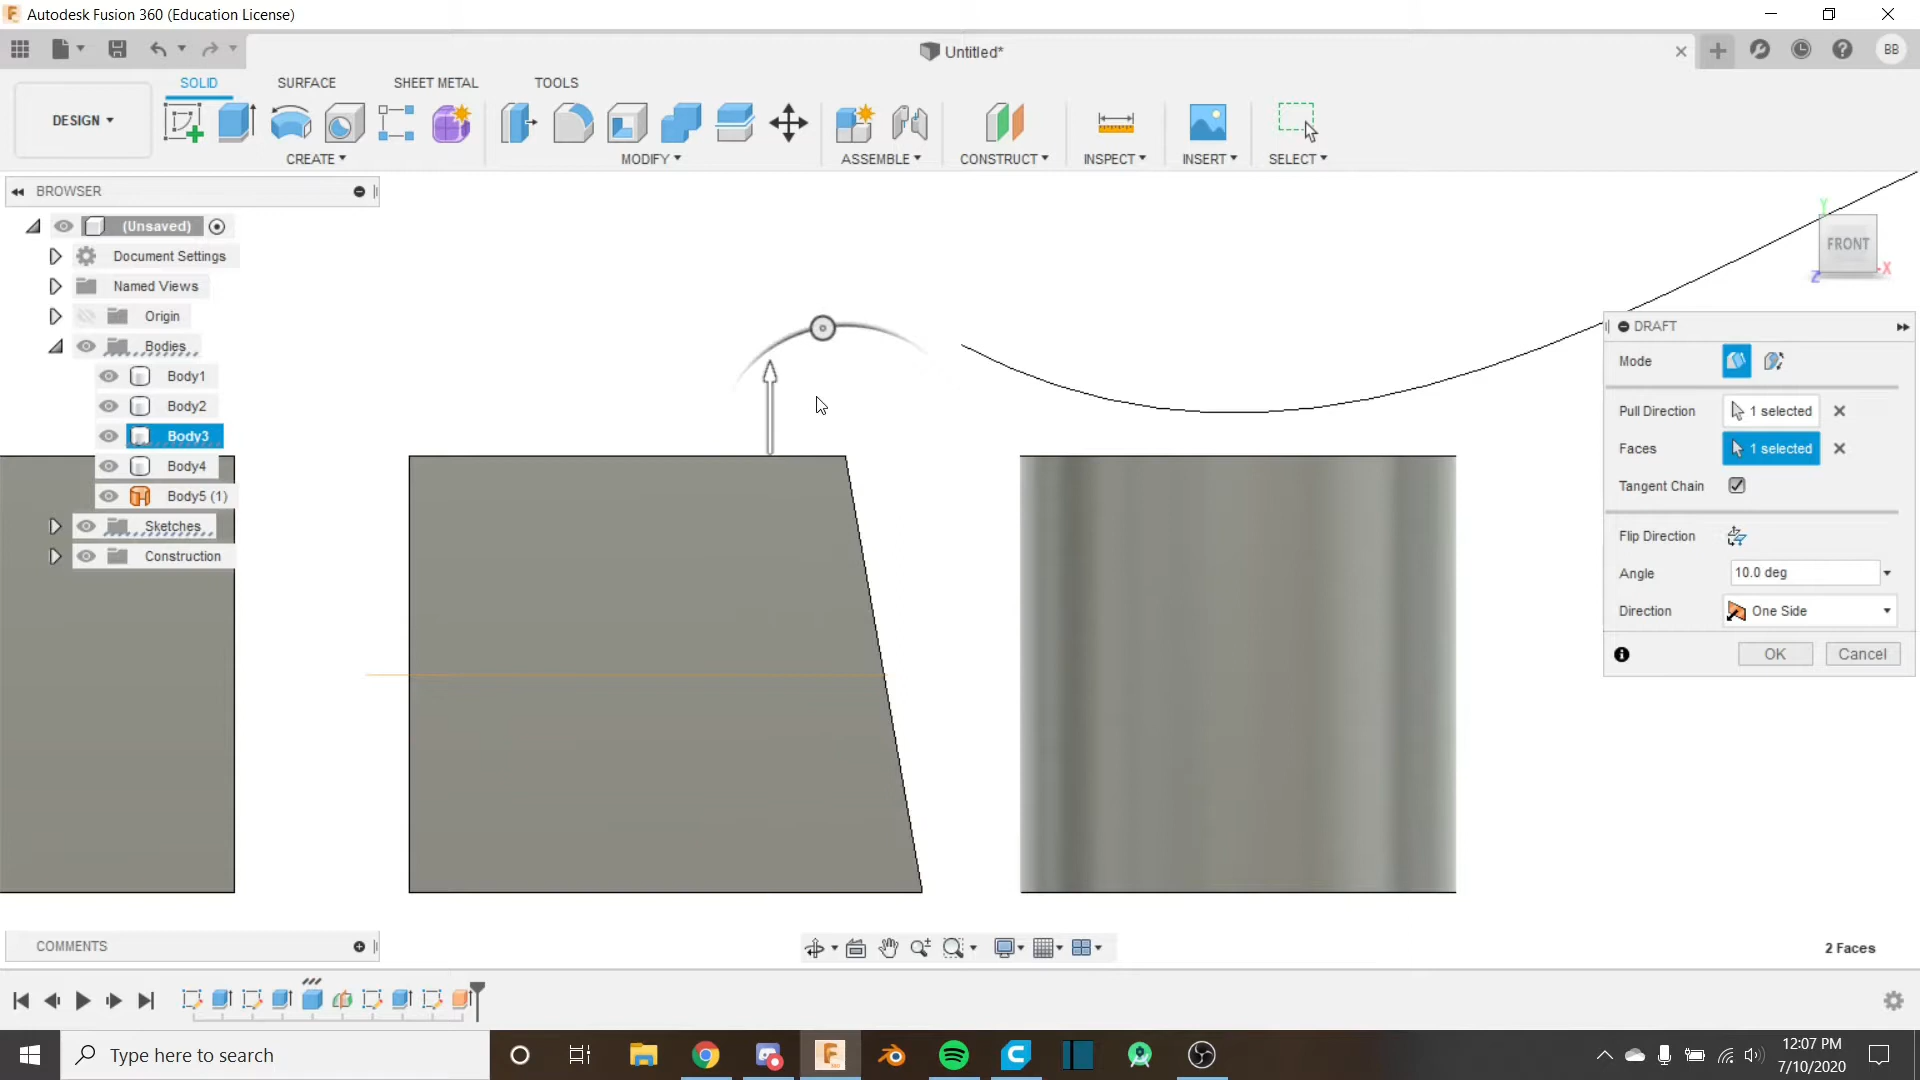 Autodesk Fusion 360 (Education License)
Untitled*
BB
DESIGN
SOLID
SURFACE
SHEET METAL
TOOLS
CREATE
MODIFY
ASSEMBLE
CONSTRUCT
INSPECT
INSERT
SELECT
BROWSER
(Unsaved)
Document Settings
Named Views
Origin
Bodies
Body1
Body2
Body3
Body4
Body5 (1)
Sketches
Construction
Y
FRONT
X
Z
DRAFT
Mode
Pull Direction
1 selected
Faces
1 selected
Tangent Chain
Flip Direction
Angle
10.0 deg
Direction
One Side
OK
Cancel
COMMENTS
2 Faces
Type here to search
12:07 PM
7/10/2020